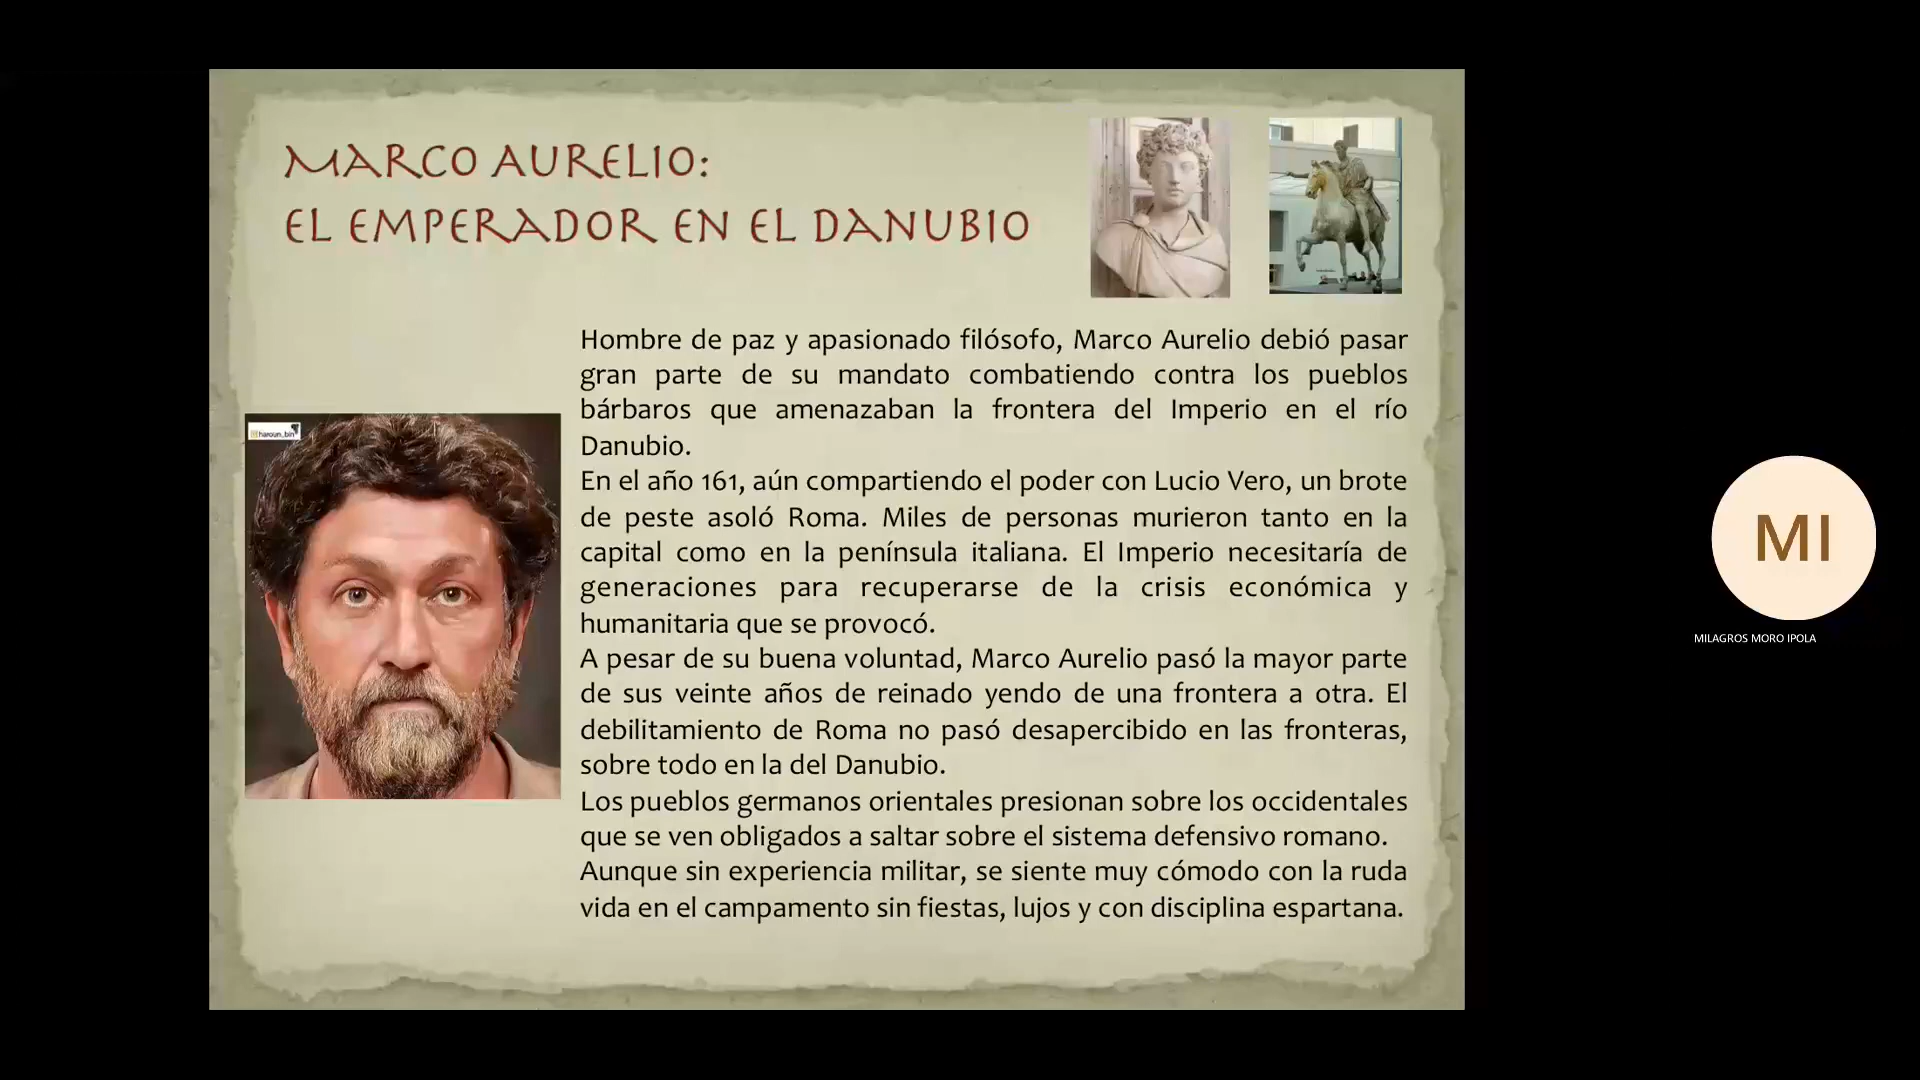 MARCO AURELIO:
EL EMPERADOR EN EL DANUBIO
Hombre de paz y apasionado filósofo, Marco Aurelio debió pasar
gran parte de su mandato combatiendo contra los pueblos
bárbaros que amenazaban la frontera del Imperio en el río
Danubio.
En el año 161, aún compartiendo el poder con Lucio Vero, un brote
de peste asoló Roma. Miles de personas murieron tanto en la
capital como en la península italiana. El Imperio necesitaría de
generaciones para recuperarse de la crisis económica y
humanitaria que se provocó.
A pesar de su buena voluntad, Marco Aurelio pasó la mayor parte
de sus veinte años de reinado yendo de una frontera a otra. El
debilitamiento de Roma no pasó desapercibido en las fronteras,
sobre todo en la del Danubio.
Los pueblos germanos orientales presionan sobre los occidentales
que se ven obligados a saltar sobre el sistema defensivo romano.
Aunque sin experiencia militar, se siente muy cómodo con la ruda
vida en el campamento sin fiestas, lujos y con disciplina espartana.
haroun_bin
MI
MILAGROS MORO IPOLA